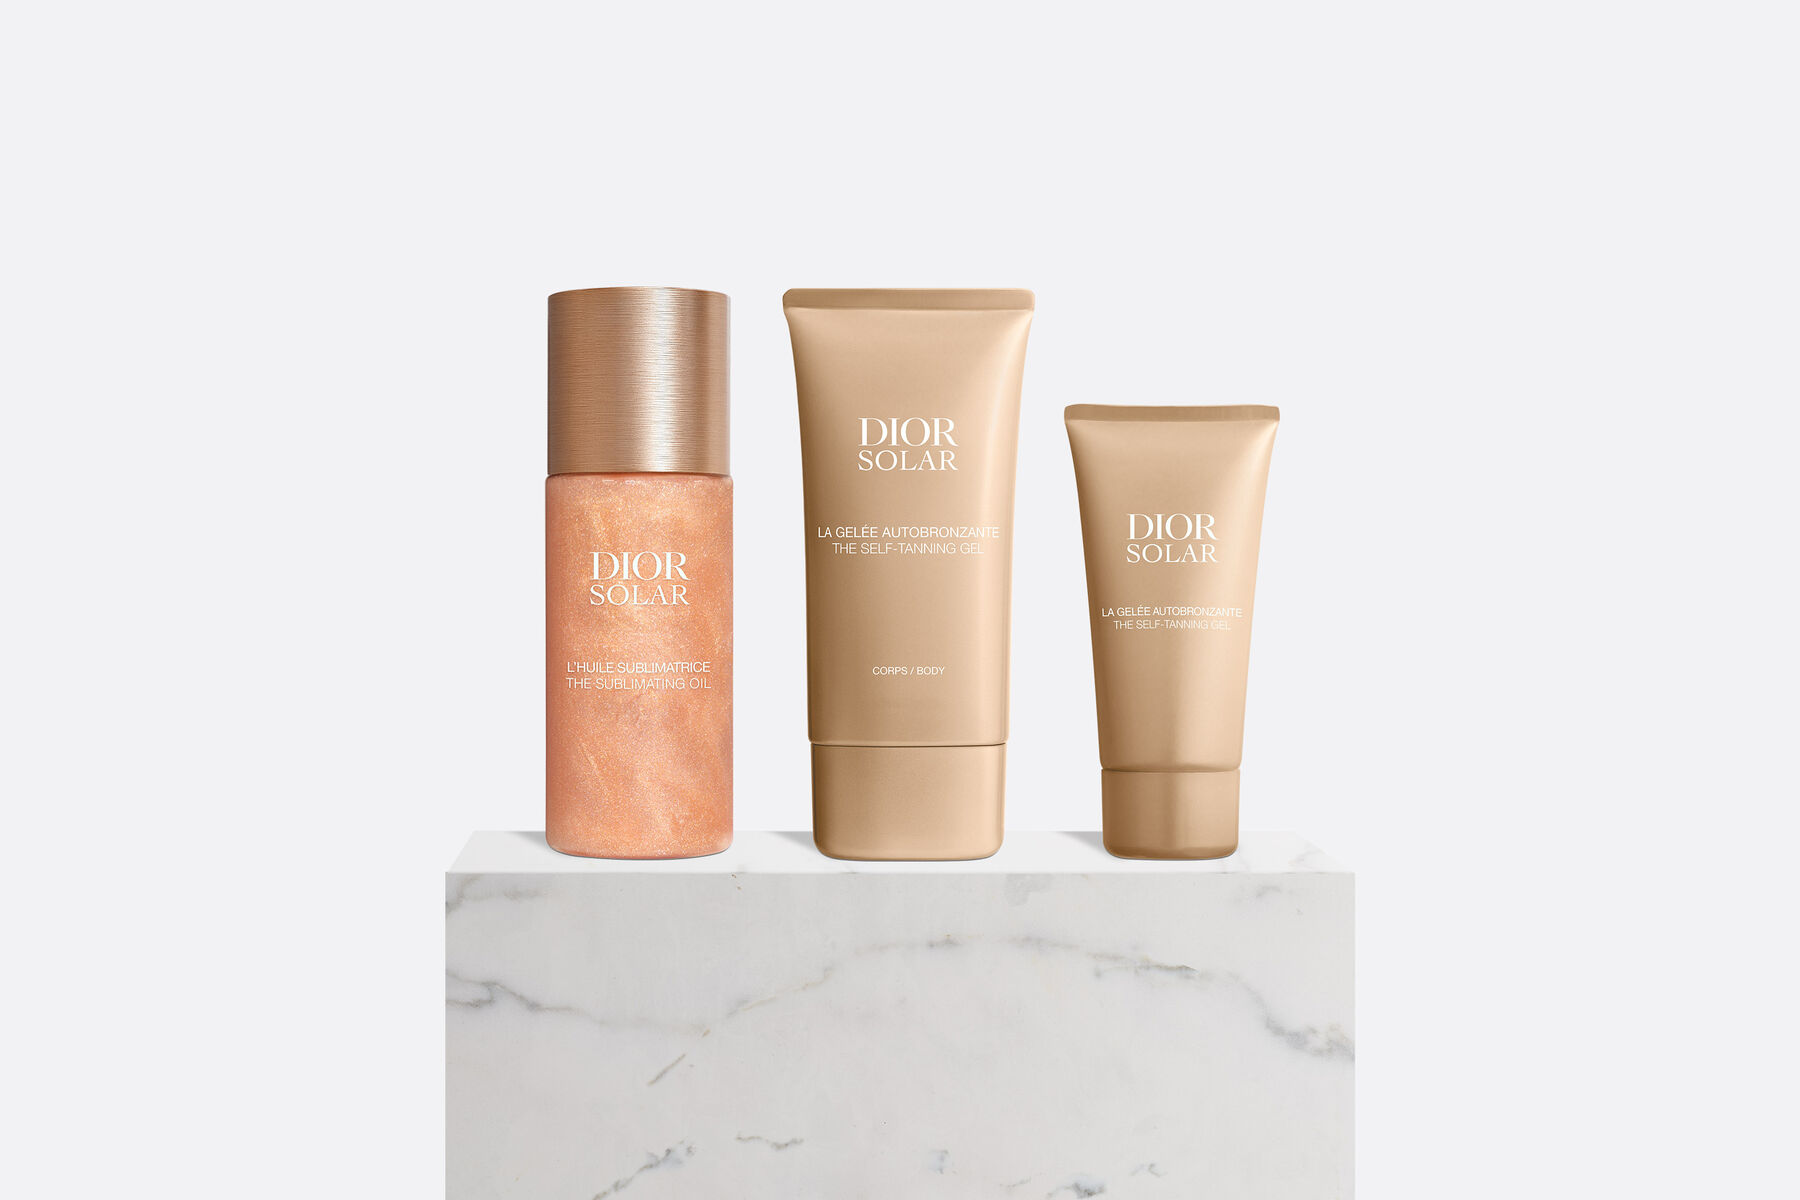 DIOR
SOLAR
L'HUILE SUBLIMATRICE
THE SUBLIMATING OIL
DIOR
SOLAR
LA GELÉE AUTOBRONZANTE
THE SELF-TANNING GEL
CORPS / BODY
DIOR
SOLAR
LA GELÉE AUTOBRONZANTE
THE SELF-TANNING GEL